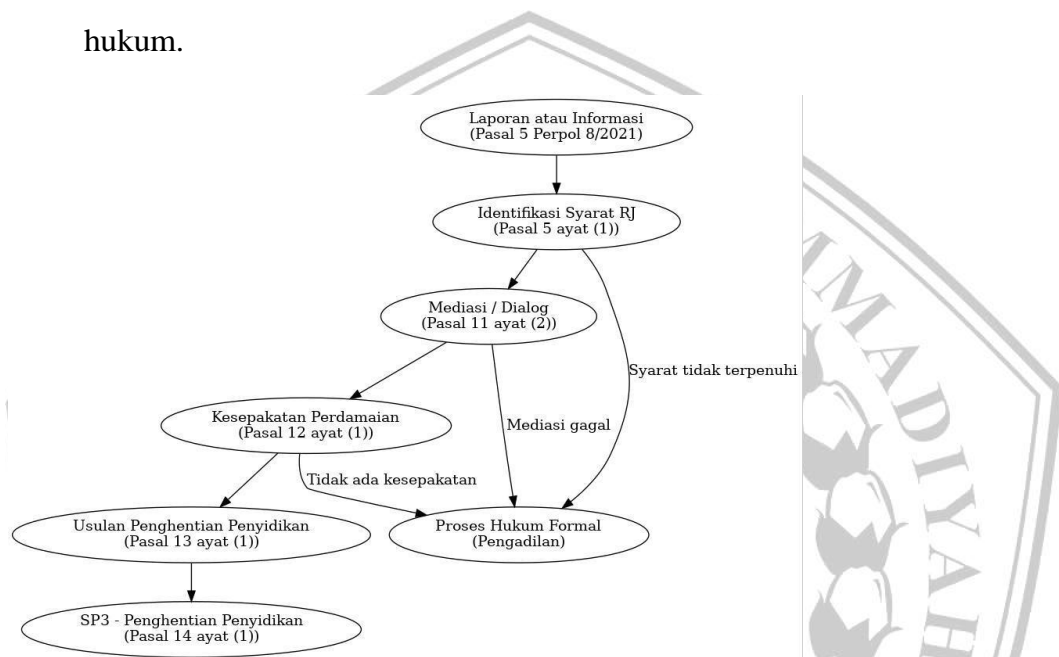 hukum.
Laporan atau Informasi
(Pasal 5 Perpol 8/2021)
Identifikasi Syarat RJ
(Pasal 5 ayat (1))
Mediasi / Dialog
(Pasal 11 ayat (2))
Syarat tidak terpenuhi
Kesepakatan Perdamaian
(Pasal 12 ayat (1))
Mediasi gagal
Tidak ada kesepakatan
Usulan Penghentian Penyidikan
(Pasal 13 ayat (1))
Proses Hukum Formal
(Pengadilan)
SP3 - Penghentian Penyidikan
(Pasal 14 ayat (1))
MMADIYAH